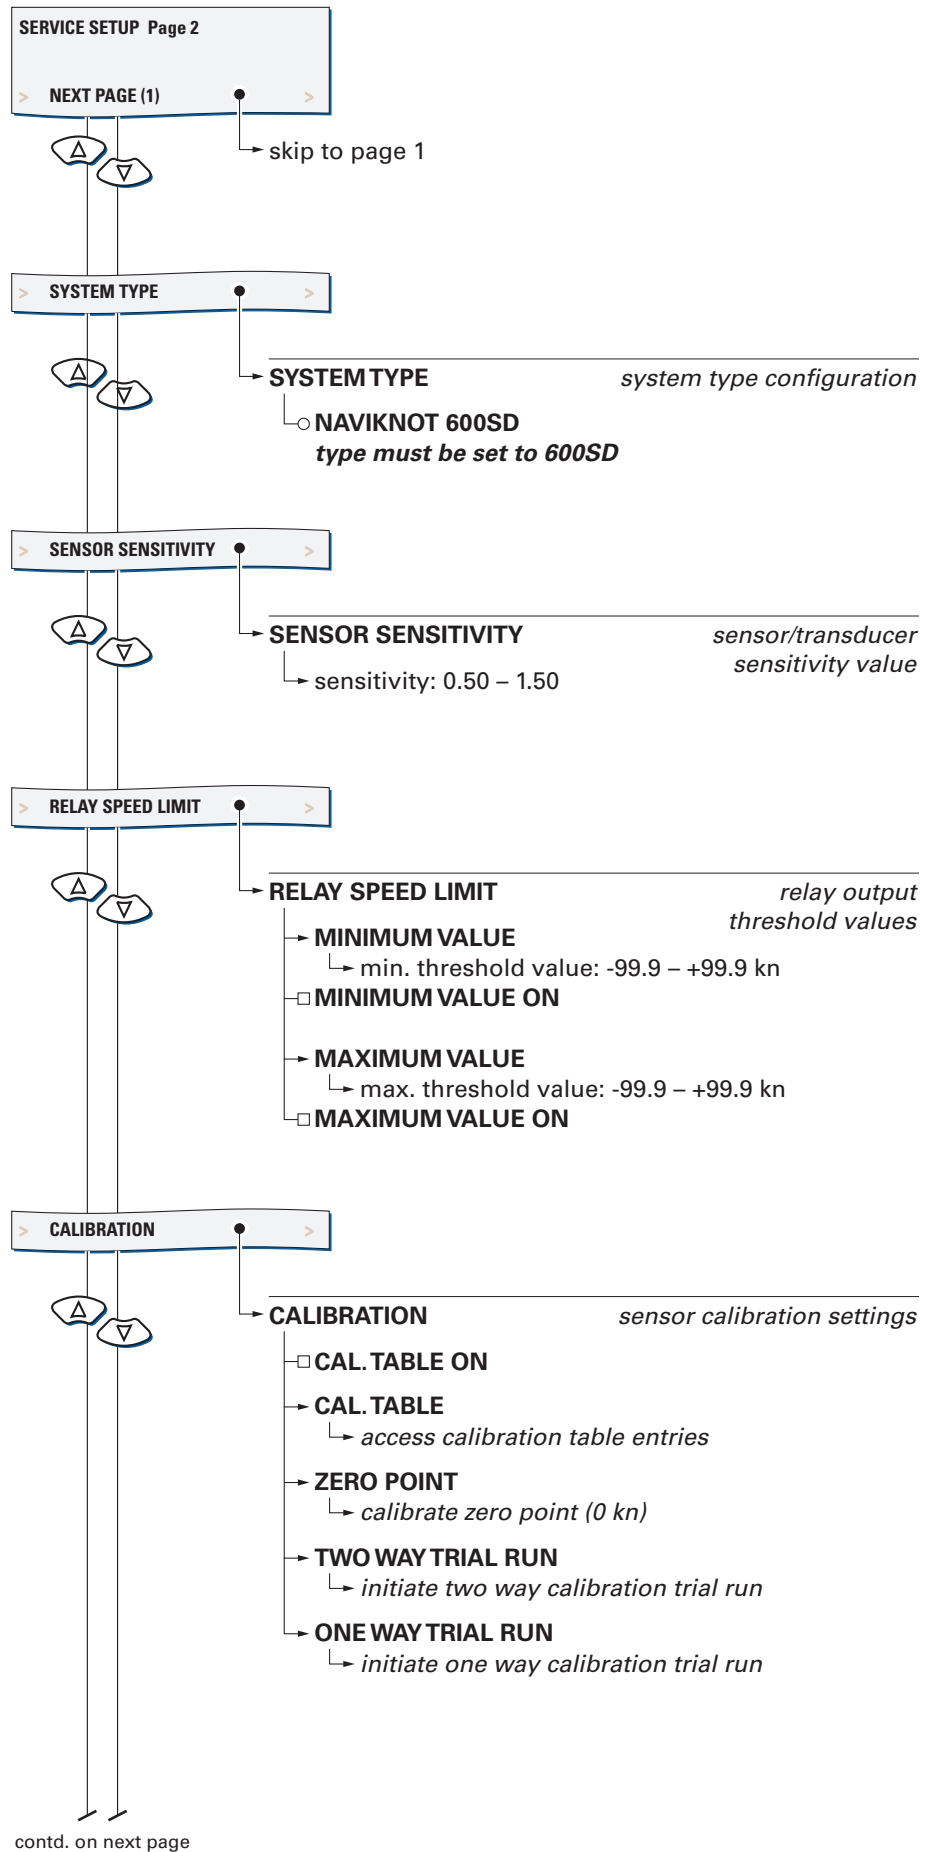 SERVICE SETUP Page 2
> NEXT PAGE (1) >
skip to page 1
> SYSTEM TYPE >
SYSTEM TYPE system type configuration
NAVIKNOT 600SD
type must be set to 600SD
> SENSOR SENSITIVITY >
SENSOR SENSITIVITY sensor/transducer
sensitivity value
sensitivity: 0.50 – 1.50
> RELAY SPEED LIMIT >
RELAY SPEED LIMIT relay output
threshold values
MINIMUM VALUE
min. threshold value: -99.9 – +99.9 kn
MINIMUM VALUE ON
MAXIMUM VALUE
max. threshold value: -99.9 – +99.9 kn
MAXIMUM VALUE ON
> CALIBRATION >
CALIBRATION sensor calibration settings
CAL. TABLE ON
CAL. TABLE
access calibration table entries
ZERO POINT
calibrate zero point (0 kn)
TWO WAY TRIAL RUN
initiate two way calibration trial run
ONE WAY TRIAL RUN
initiate one way calibration trial run
contd. on next page